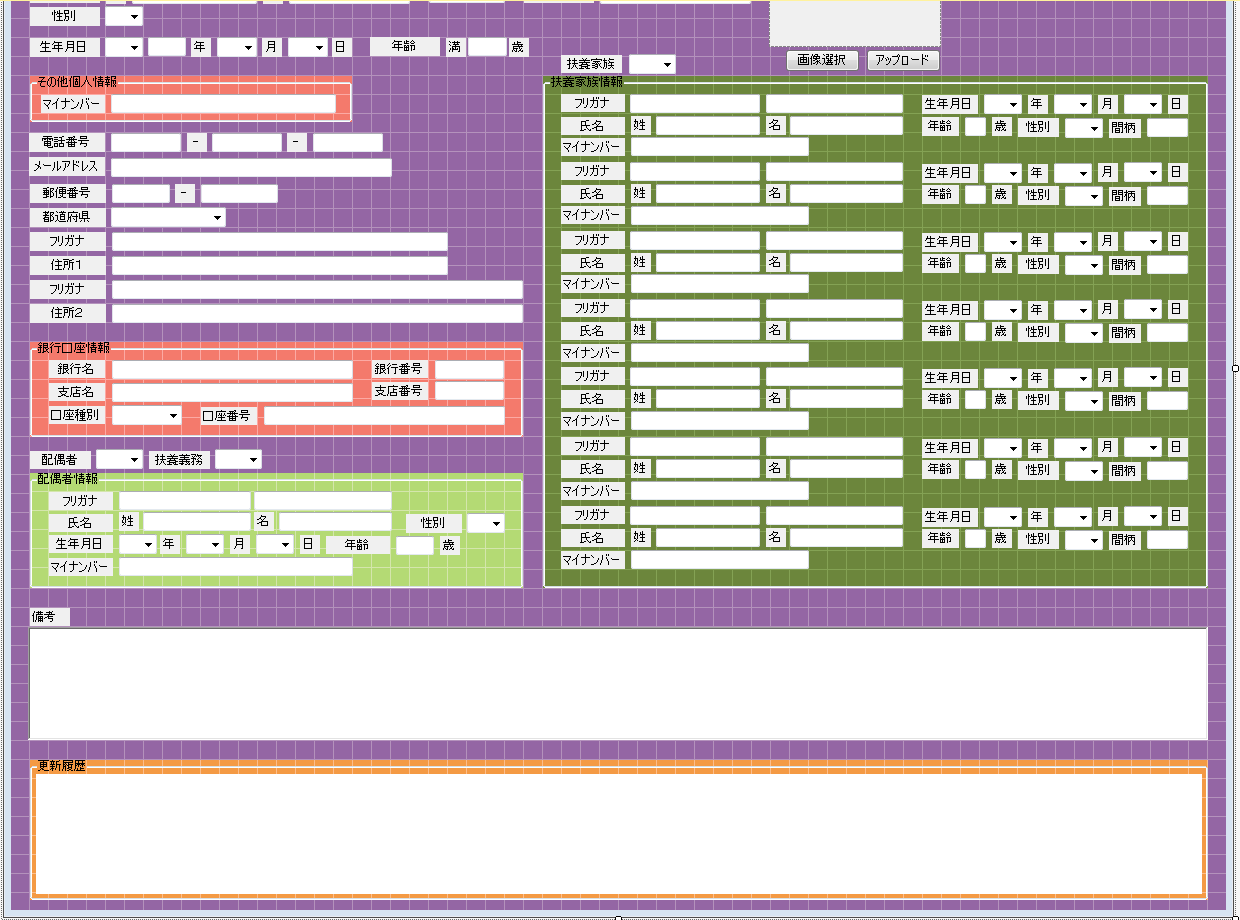 性別
生年月日 年 月 日 年齢 満 歳
画像選択 アップロード
扶養家族
その他個人情報
マイナンバー
電話番号 - -
メールアドレス
郵便番号 -
都道府県
フリガナ
住所1
フリガナ
住所2
銀行口座情報
銀行名 銀行番号
支店名 支店番号
口座種別 口座番号
配偶者 扶養義務
配偶者情報
フリガナ
氏名 姓 名 性別
生年月日 年 月 日 年齢 歳
マイナンバー
扶養家族情報
フリガナ 生年月日 年 月 日
氏名 姓 名 年齢 歳 性別 間柄
マイナンバー
フリガナ 生年月日 年 月 日
氏名 姓 名 年齢 歳 性別 間柄
マイナンバー
フリガナ 生年月日 年 月 日
氏名 姓 名 年齢 歳 性別 間柄
マイナンバー
フリガナ 生年月日 年 月 日
氏名 姓 名 年齢 歳 性別 間柄
マイナンバー
フリガナ 生年月日 年 月 日
氏名 姓 名 年齢 歳 性別 間柄
マイナンバー
フリガナ 生年月日 年 月 日
氏名 姓 名 年齢 歳 性別 間柄
マイナンバー
フリガナ 生年月日 年 月 日
氏名 姓 名 年齢 歳 性別 間柄
マイナンバー
備考
更新履歴